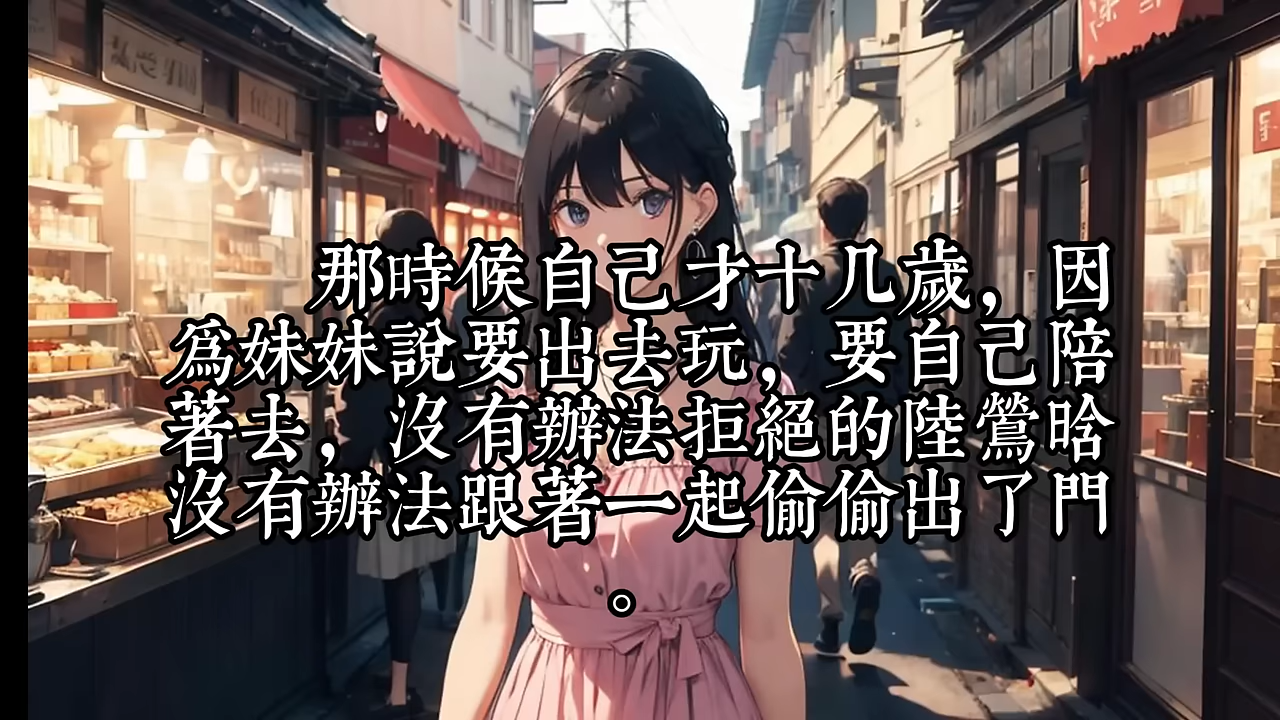 那時候自己才十几歲，因
爲妹妹說要出去玩，要自己陪
著去，沒有辦法拒絕的陸鶯晗
沒有辦法跟著一起偷偷出了門
。